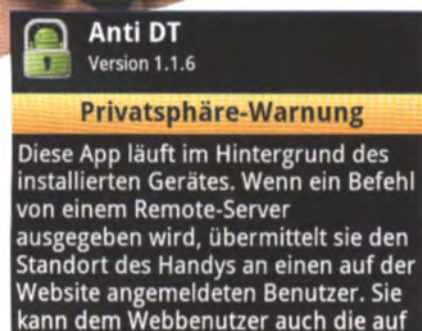 Anti DT
Version 1.1.6
Privatsphäre-Warnung
Diese App läuft im Hintergrund des
installierten Gerätes. Wenn ein Befehl
von einem Remote-Server
ausgegeben wird, übermittelt sie den
Standort des Handys an einen auf der
Website angemeldeten Benutzer. Sie
kann dem Webbenutzer auch die auf